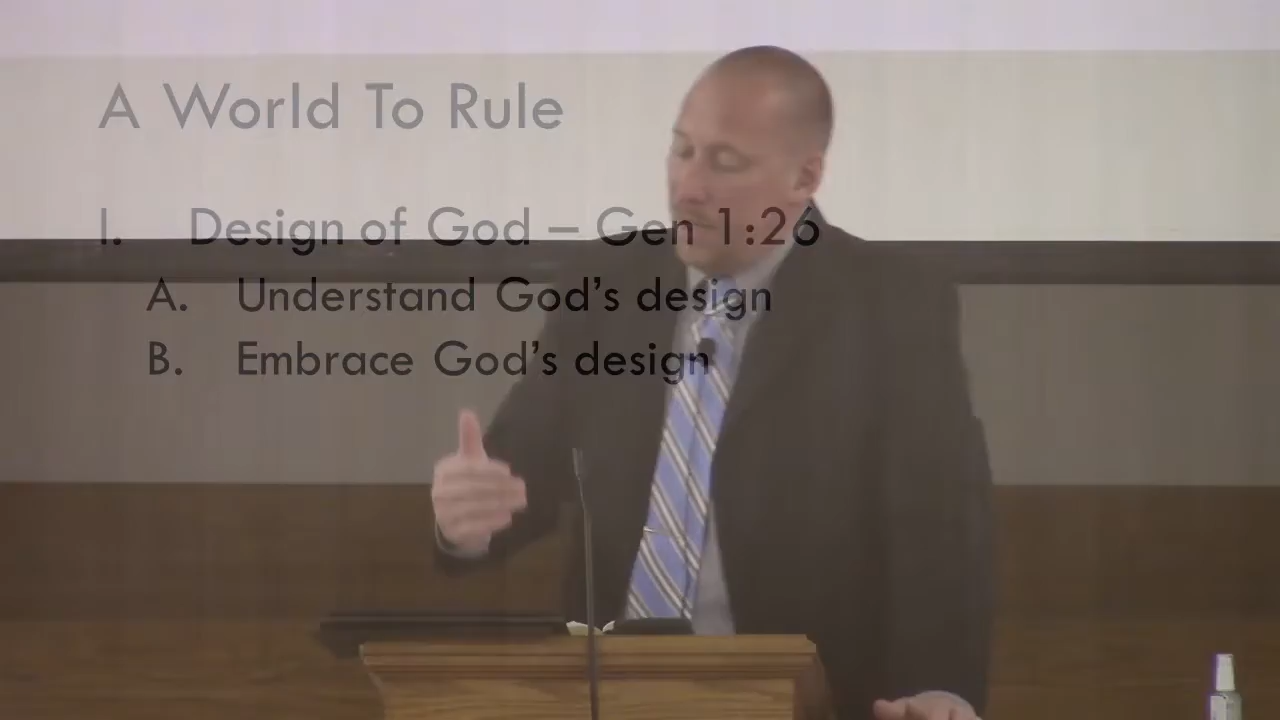 A World To Rule
I. Design of God – Gen 1:26
A. Understand God's design
B. Embrace God's design